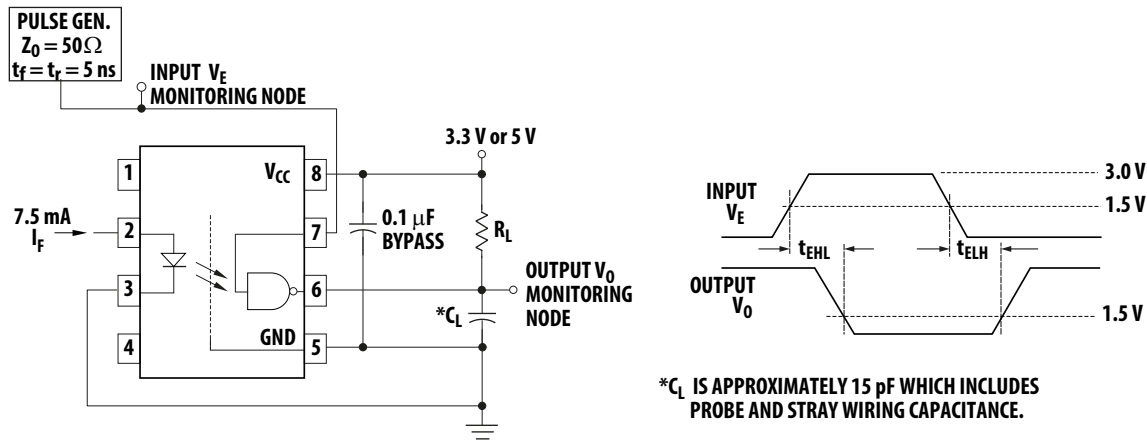 PULSE GEN.
Z₀ = 50Ω
tf = tr = 5 ns
INPUT VE
MONITORING NODE
3.3 V or 5 V
1
VCC
8
7.5 mA
IF
2
7
0.1 µF
BYPASS
RL
3
6
OUTPUT VO
MONITORING
NODE
*CL
4
GND
5
INPUT
VE
3.0 V
1.5 V
tEHL
tELH
OUTPUT
VO
1.5 V
*CL IS APPROXIMATELY 15 pF WHICH INCLUDES
PROBE AND STRAY WIRING CAPACITANCE.